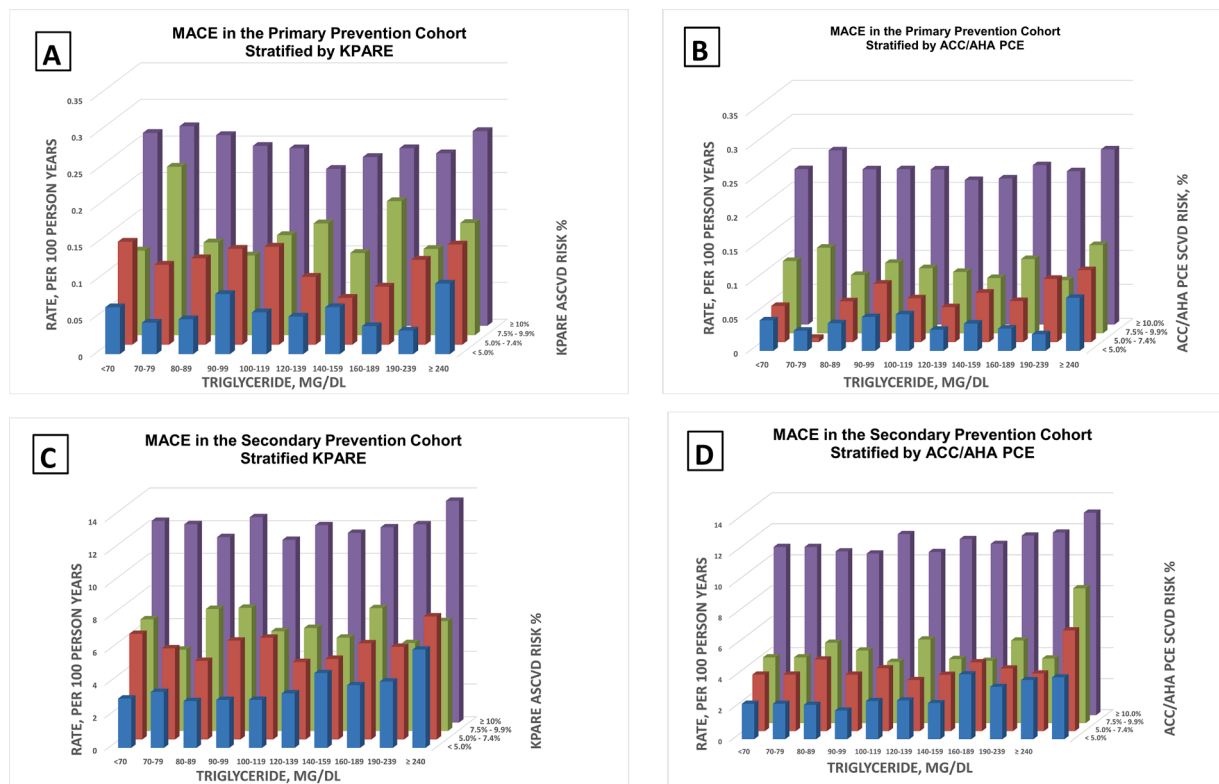 A
MACE in the Primary Prevention Cohort
Stratified by KPARE
RATE, PER 100 PERSON YEARS
0.35
0.3
0.25
0.2
0.15
0.1
0.05
0
<70 70-79 80-89 90-99 100-119 120-139 140-159 160-189 190-239 ≥ 240
TRIGLYCERIDE, MG/DL
≥ 10%
7.5% - 9.9%
5.0% - 7.4%
< 5.0%
KPARE ASCVD RISK %
B
MACE in the Primary Prevention Cohort
Stratified by ACC/AHA PCE
RATE, PER 100 PERSON YEARS
0.35
0.3
0.25
0.2
0.15
0.1
0.05
0
<70 70-79 80-89 90-99 100-119 120-139 140-159 160-189 190-239 ≥ 240
TRIGLYCERIDE, MG/DL
≥ 10.0%
7.5% - 9.9%
5.0% - 7.4%
< 5.0%
ACC/AHA PCE SCVD RISK, %
C
MACE in the Secondary Prevention Cohort
Stratified KPARE
RATE, PER 100 PERSON YEARS
14
12
10
8
6
4
2
0
<70 70-79 80-89 90-99 100-119 120-139 140-159 160-189 190-239 ≥ 240
TRIGLYCERIDE, MG/DL
≥ 10%
7.5% - 9.9%
5.0% - 7.4%
< 5.0%
KPARE ASCVD RISK %
D
MACE in the Secondary Prevention Cohort
Stratified by ACC/AHA PCE
RATE, PER 100 PERSON YEARS
14
12
10
8
6
4
2
0
<70 70-79 80-89 90-99 100-119 120-139 140-159 160-189 190-239 ≥ 240
TRIGLYCERIDE, MG/DL
≥ 10.0%
7.5% - 9.9%
5.0% - 7.4%
< 5.0%
ACC/AHA PCE SCVD RISK %